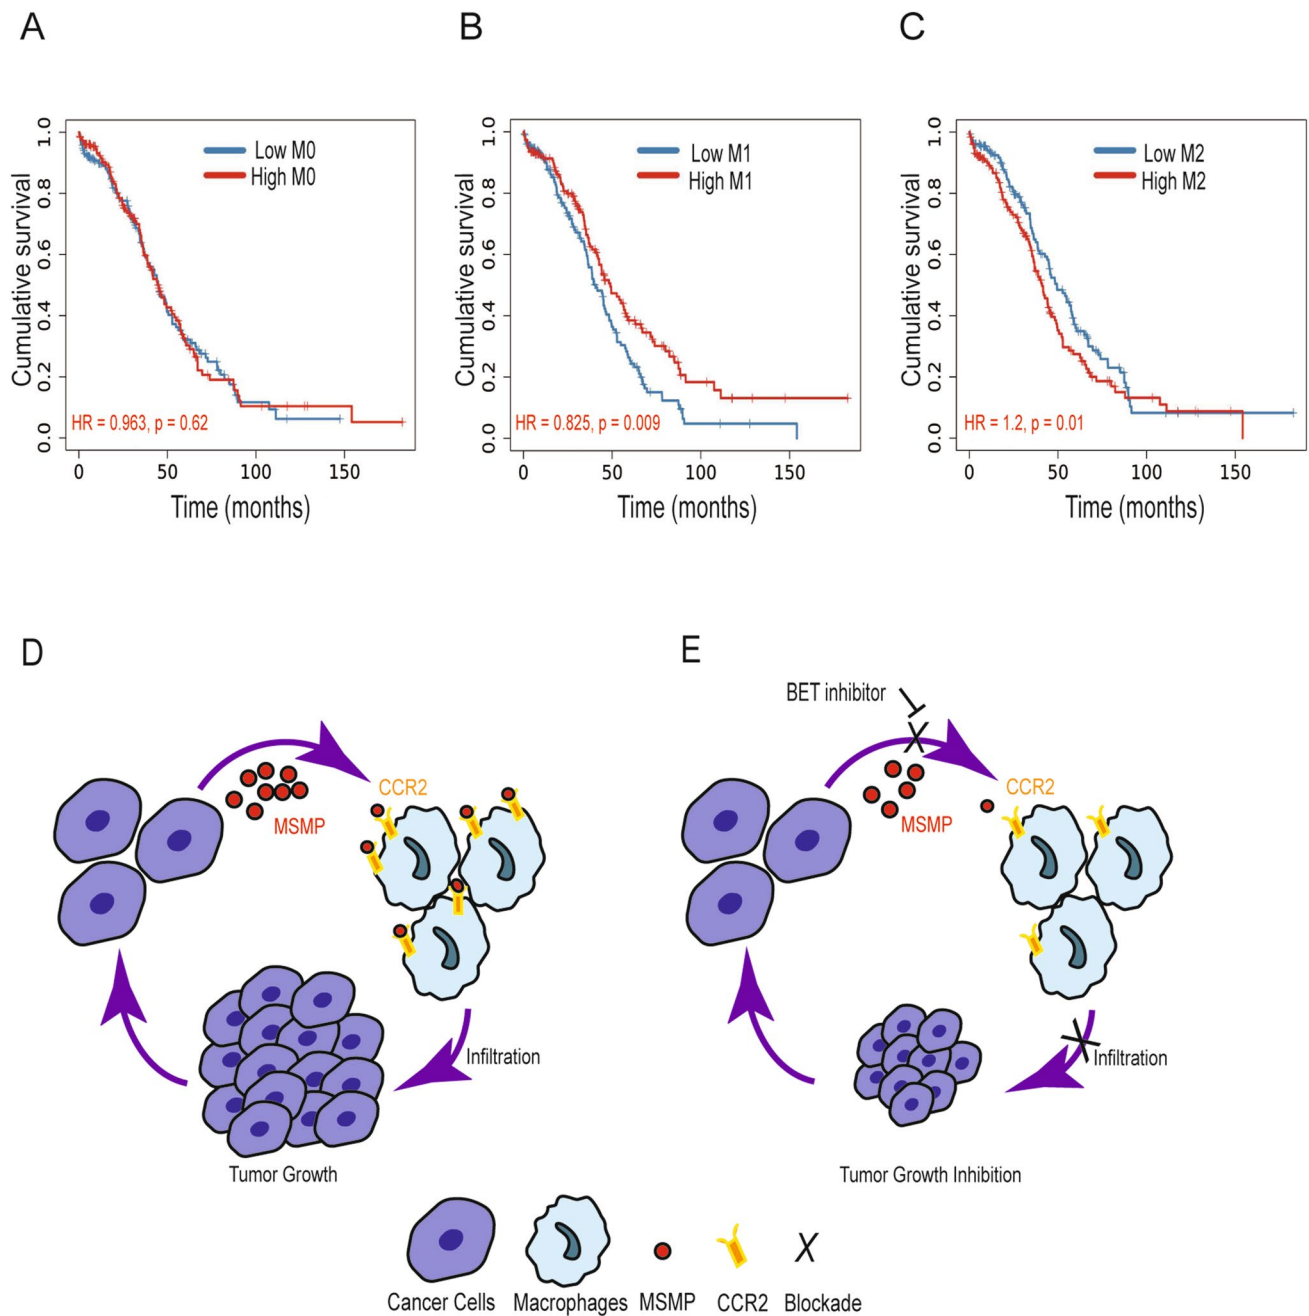 A
B
C
Cumulative survival
1.0
0.8
0.6
0.4
0.2
0.0
Low M0
High M0
HR = 0.963, p = 0.62
0 50 100 150
Time (months)
Cumulative survival
1.0
0.8
0.6
0.4
0.2
0.0
Low M1
High M1
HR = 0.825, p = 0.009
0 50 100 150
Time (months)
Cumulative survival
1.0
0.8
0.6
0.4
0.2
0.0
Low M2
High M2
HR = 1.2, p = 0.01
0 50 100 150
Time (months)
D
CCR2
MSMP
Infiltration
Tumor Growth
E
BET inhibitor
X
CCR2
MSMP
X
Infiltration
Tumor Growth Inhibition
X
Cancer Cells Macrophages MSMP CCR2 Blockade